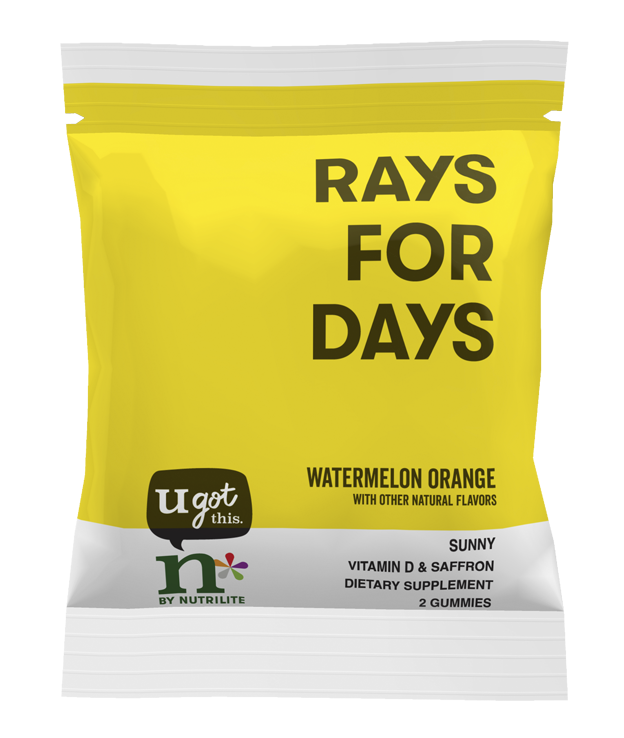 RAYS
FOR
DAYS
WATERMELON ORANGE
WITH OTHER NATURAL FLAVORS
u got
this.
n*
BY NUTRILITE
SUNNY
VITAMIN D & SAFFRON
DIETARY SUPPLEMENT
2 GUMMIES